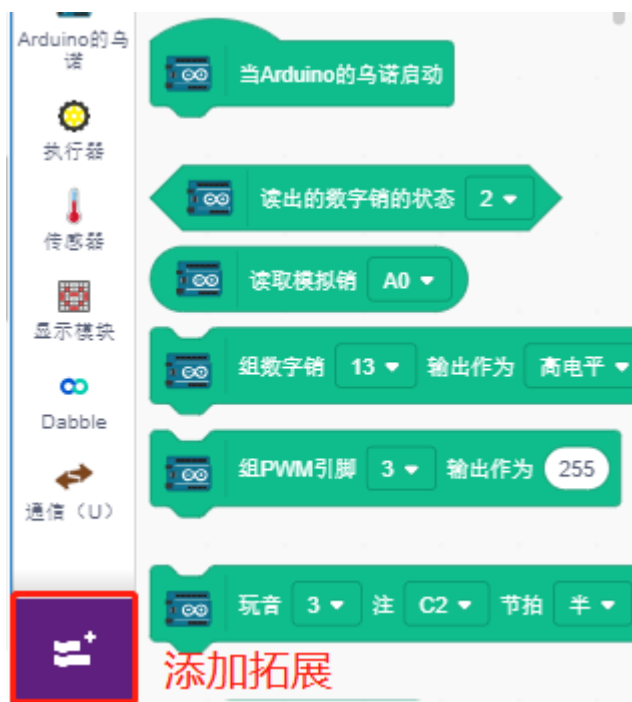 Arduino的乌
诺
执行器
传感器
显示模块
Dabble
通信（U）
当Arduino的乌诺启动
读出的数字销的状态 2
读取模拟销 A0
组数字销 13 输出作为 高电平
组PWM引脚 3 输出作为 255
玩音 3 注 C2 节拍 半
添加拓展